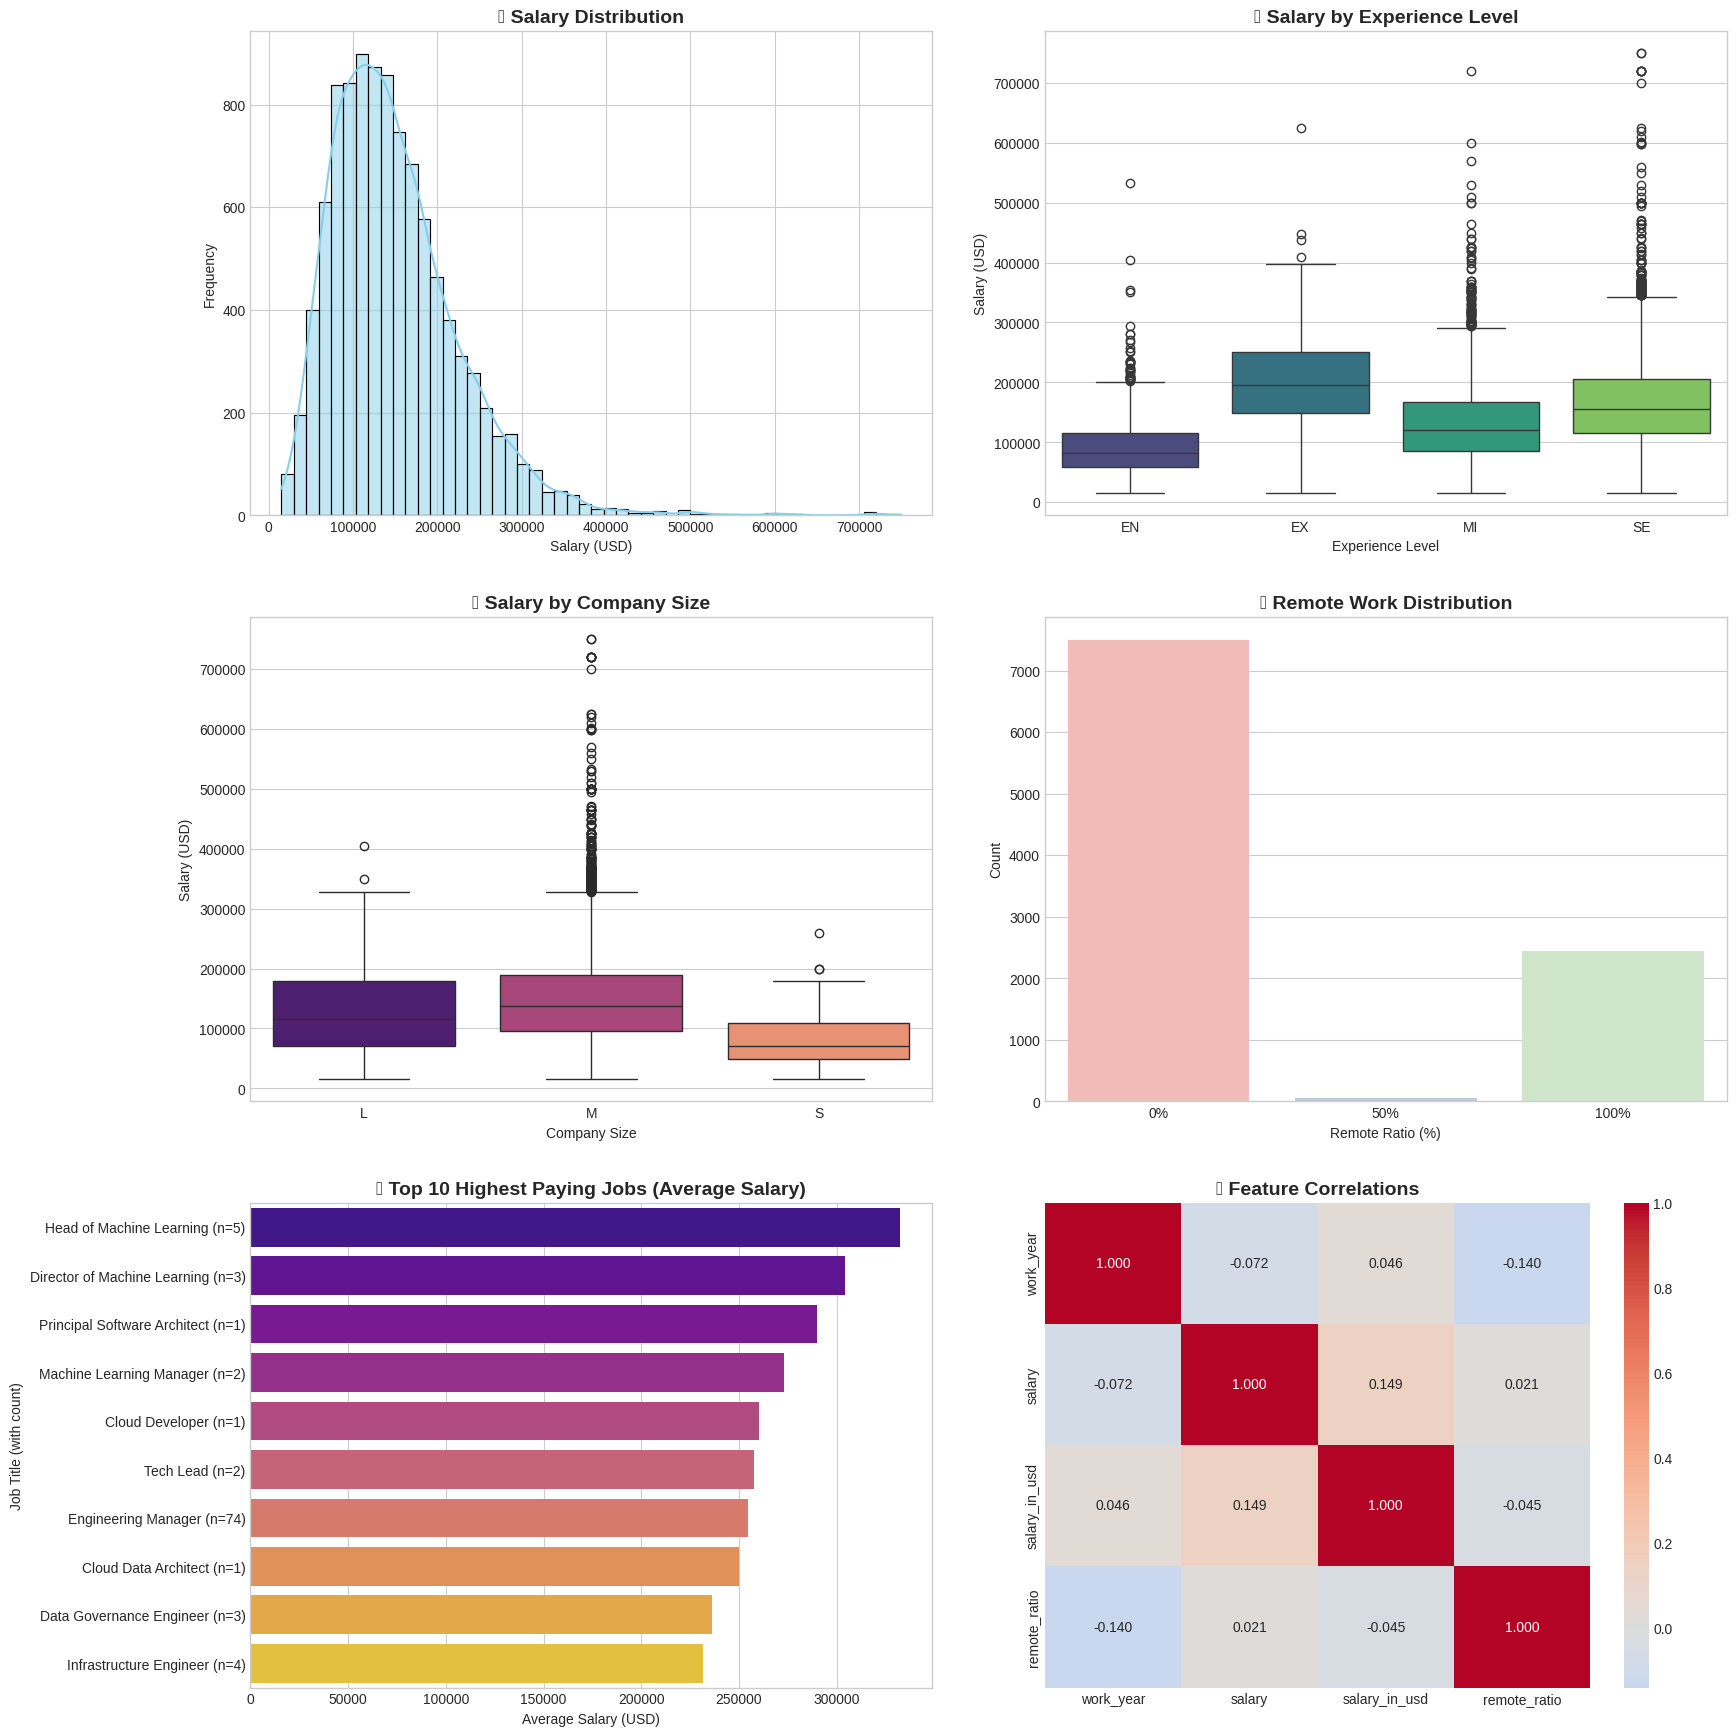 ▯ Salary Distribution
Frequency
800
600
400
200
0
0 100000 200000 300000 400000 500000 600000 700000
Salary (USD)
▯ Salary by Experience Level
Salary (USD)
700000
600000
500000
400000
300000
200000
100000
0
EN EX MI SE
Experience Level
▯ Salary by Company Size
Salary (USD)
700000
600000
500000
400000
300000
200000
100000
0
L M S
Company Size
▯ Remote Work Distribution
Count
7000
6000
5000
4000
3000
2000
1000
0
0% 50% 100%
Remote Ratio (%)
▯ Top 10 Highest Paying Jobs (Average Salary)
Job Title (with count)
Head of Machine Learning (n=5)
Director of Machine Learning (n=3)
Principal Software Architect (n=1)
Machine Learning Manager (n=2)
Cloud Developer (n=1)
Tech Lead (n=2)
Engineering Manager (n=74)
Cloud Data Architect (n=1)
Data Governance Engineer (n=3)
Infrastructure Engineer (n=4)
0 50000 100000 150000 200000 250000 300000
Average Salary (USD)
▯ Feature Correlations
work_year
1.000 -0.072 0.046 -0.140
salary
-0.072 1.000 0.149 0.021
salary_in_usd
0.046 0.149 1.000 -0.045
remote_ratio
-0.140 0.021 -0.045 1.000
work_year salary salary_in_usd remote_ratio
1.0
0.8
0.6
0.4
0.2
0.0